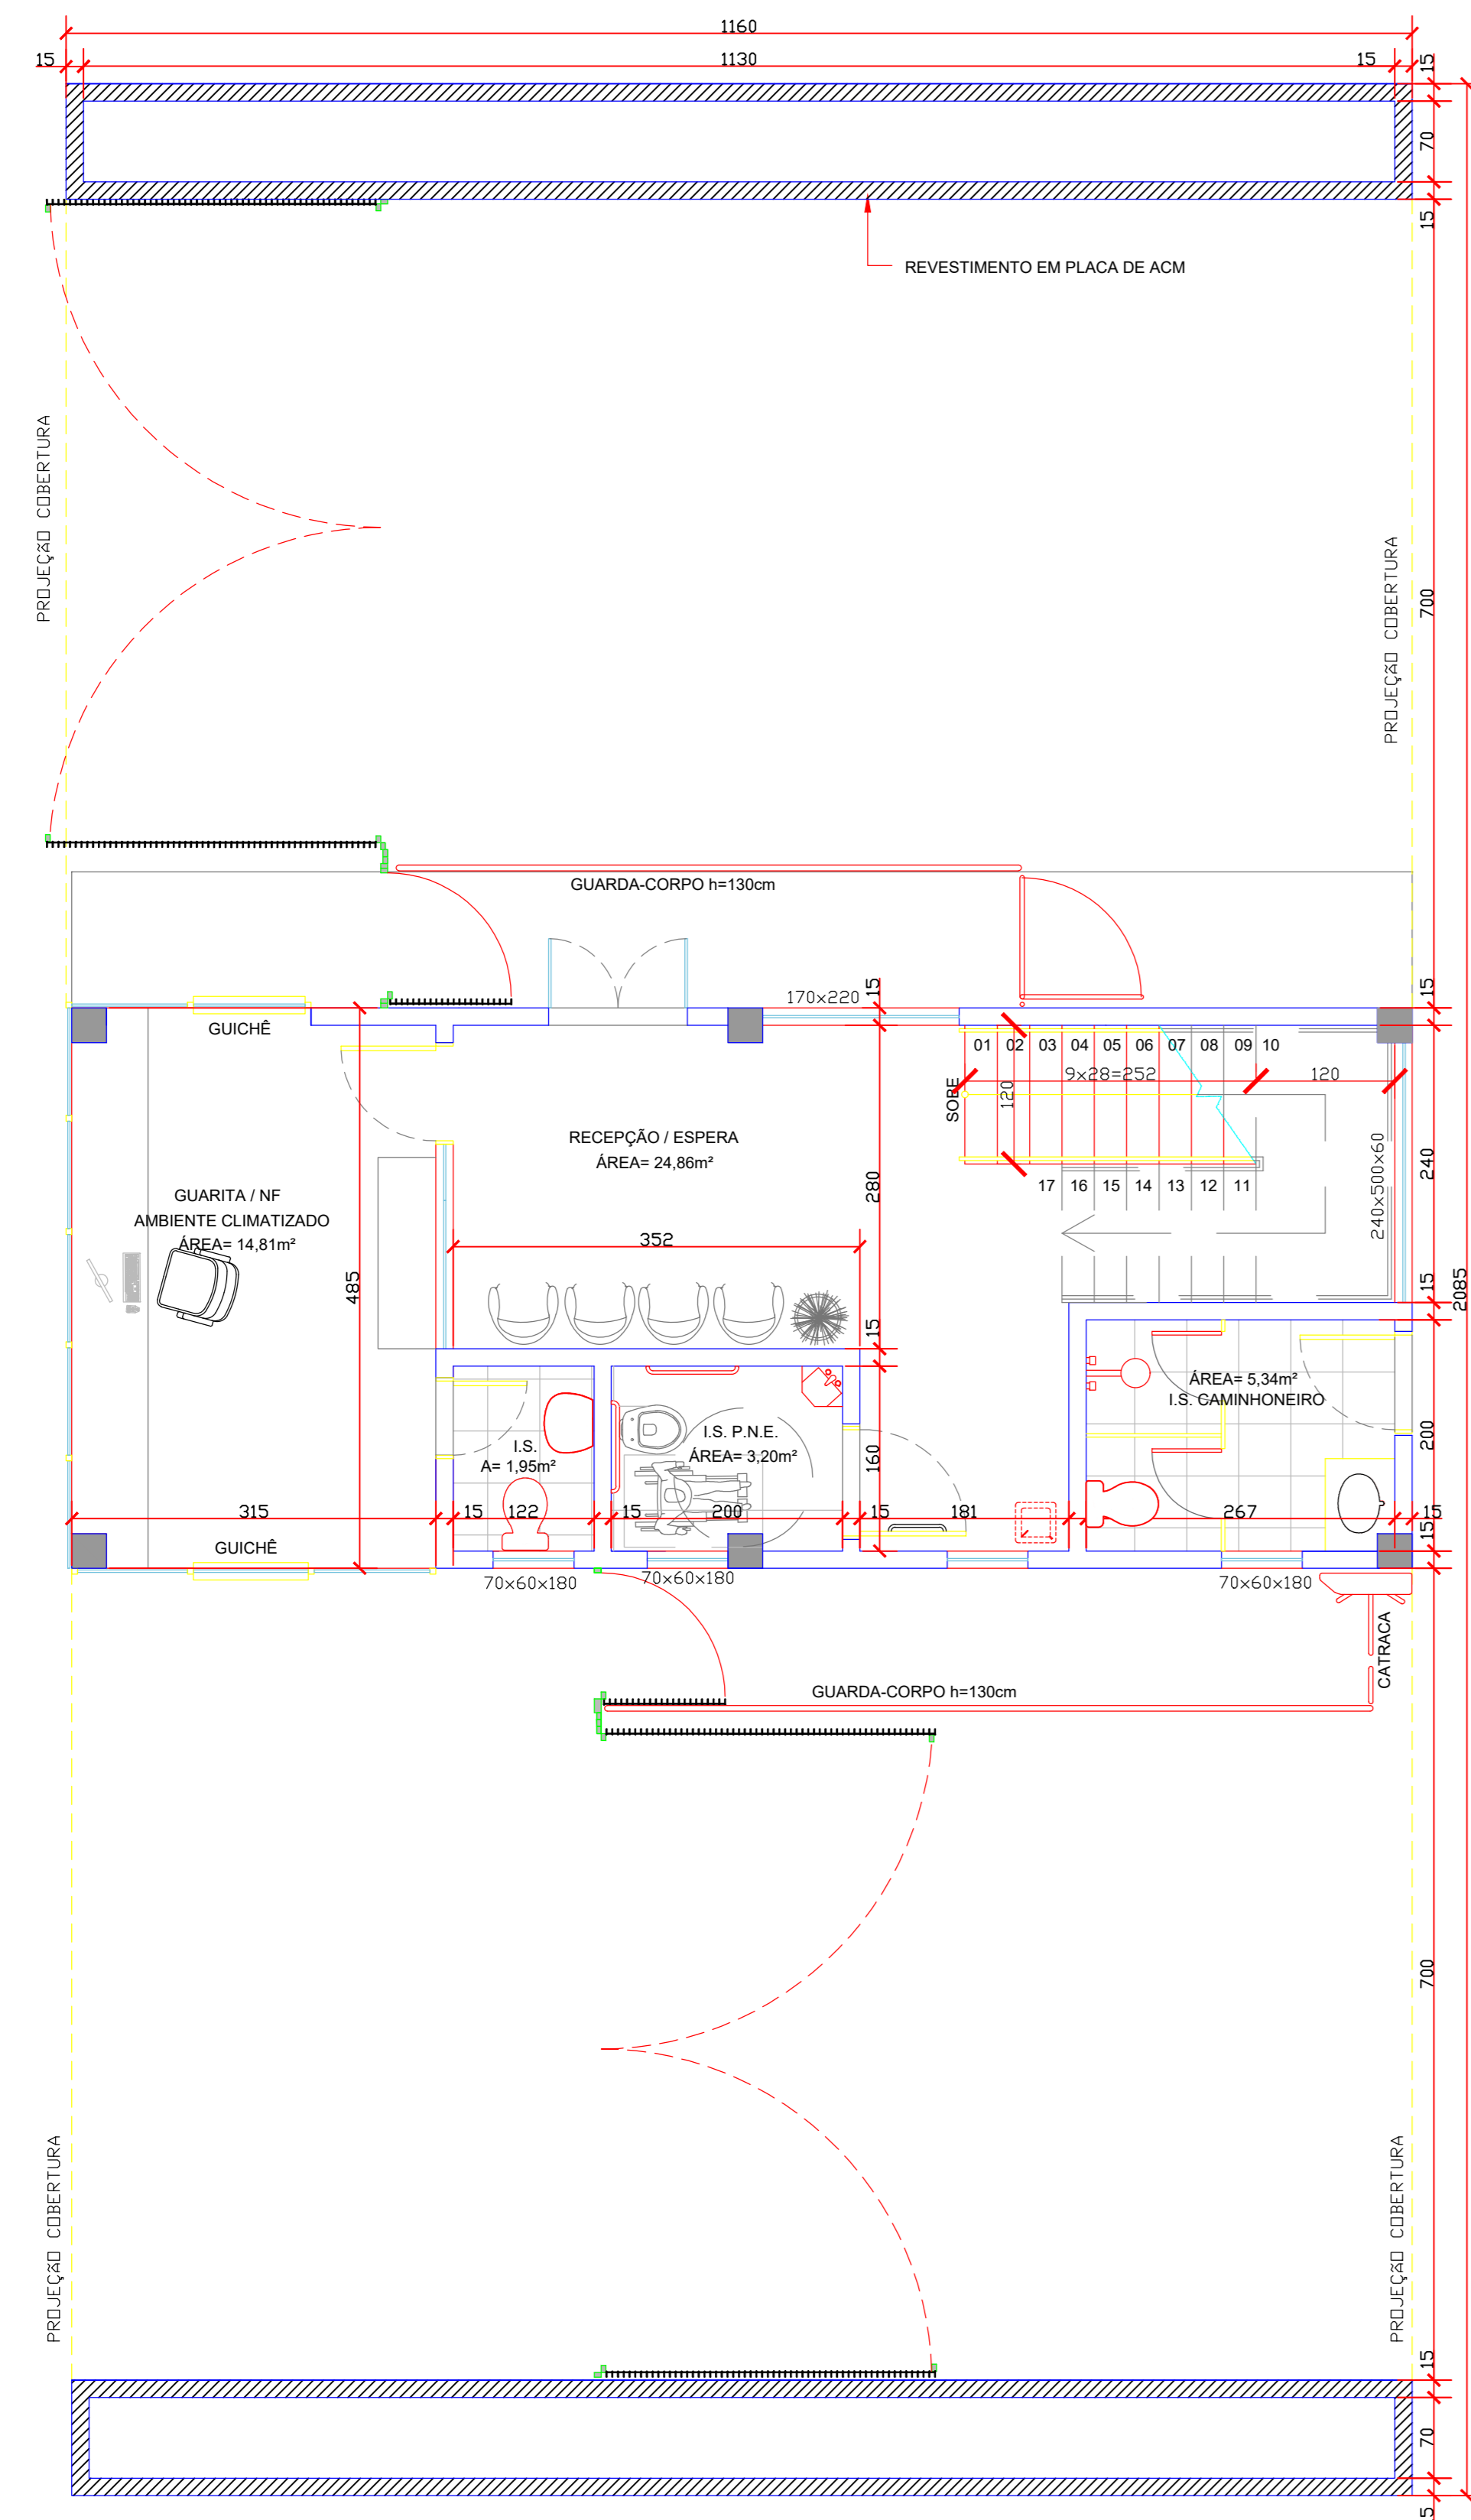 1160
15
1130
15
15
70
15
REVESTIMENTO EM PLACA DE ACM
PROJEÇÃO COBERTURA
PROJEÇÃO COBERTURA
700
GUARDA-CORPO h=130cm
170x220
15
15
GUICHÊ
01
02
03
04
05
06
07
08
09
10
9x28=252
120
SOBE
120
RECEPÇÃO / ESPERA
ÁREA= 24,86m²
280
240
240x500x60
17
16
15
14
13
12
11
GUARITA / NF
AMBIENTE CLIMATIZADO
ÁREA= 14,81m²
352
485
15
15
2085
ÁREA= 5,34m²
I.S. CAMINHONEIRO
I.S.
A= 1,95m²
I.S. P.N.E.
ÁREA= 3,20m²
160
200
315
15
122
15
200
15
181
267
15
15
GUICHÊ
70x60x180
70x60x180
70x60x180
CATRACA
GUARDA-CORPO h=130cm
700
PROJEÇÃO COBERTURA
PROJEÇÃO COBERTURA
15
70